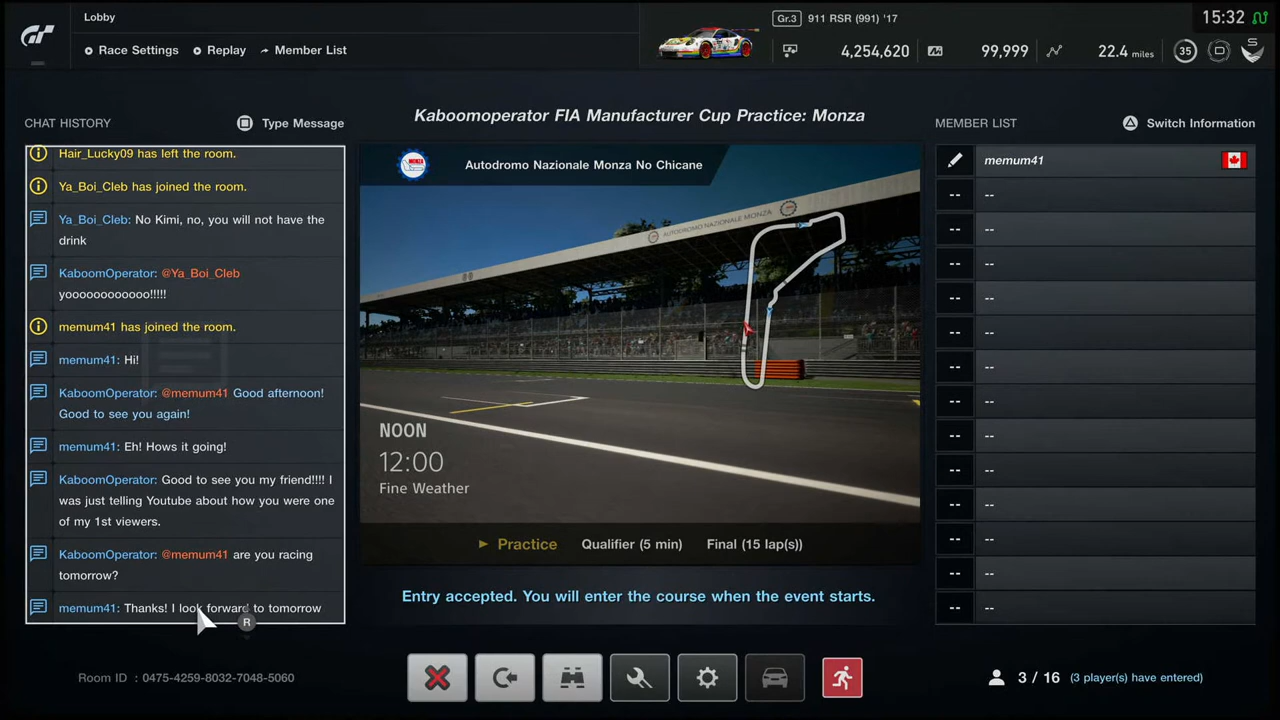 Lobby
Race Settings
Replay
Member List
Gr.3 911 RSR (991) '17
4,254,620
99,999
22.4 miles
35
S
15:32
CHAT HISTORY
Type Message
Hair_Lucky09 has left the room.
Ya_Boi_Cleb has joined the room.
Ya_Boi_Cleb: No Kimi, no, you will not have the
drink
KaboomOperator: @Ya_Boi_Cleb
yooooooooooo!!!!!
memum41 has joined the room.
memum41: Hi!
KaboomOperator: @memum41 Good afternoon!
Good to see you again!
memum41: Eh! Hows it going!
KaboomOperator: Good to see you my friend!!!! I
was just telling Youtube about how you were one
of my 1st viewers.
KaboomOperator: @memum41 are you racing
tomorrow?
memum41: Thanks! I look forward to tomorrow
R
Room ID : 0475-4259-8032-7048-5060
Kaboomoperator FIA Manufacturer Cup Practice: Monza
Autodromo Nazionale Monza No Chicane
AUTODROMO NAZIONALE MONZA
NOON
12:00
Fine Weather
Practice
Qualifier (5 min)
Final (15 lap(s))
Entry accepted. You will enter the course when the event starts.
MEMBER LIST
Switch Information
memum41
-- --
-- --
-- --
-- --
-- --
-- --
-- --
-- --
-- --
-- --
-- --
-- --
-- --
3 / 16
(3 player(s) have entered)